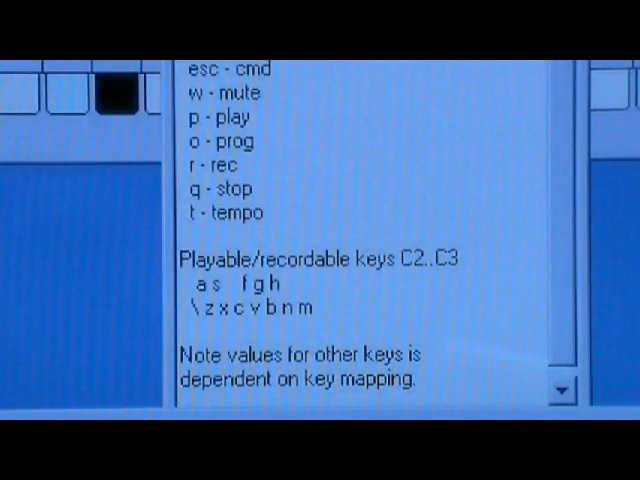 esc - cmd
w - mute
p - play
o - prog
r - rec
q - stop
t - tempo
Playable/recordable keys C2..C3
a s f g h
\ z x c v b n m
Note values for other keys is
dependent on key mapping.